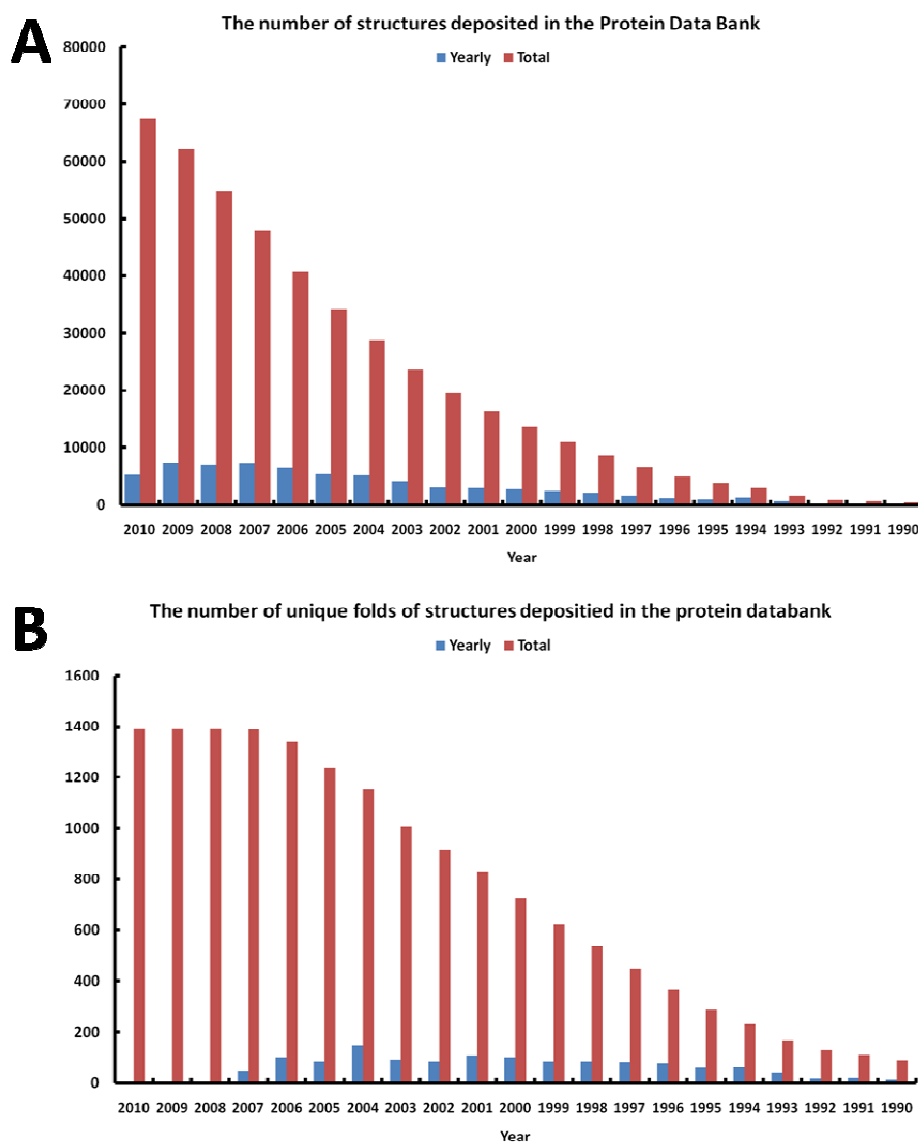 A
The number of structures deposited in the Protein Data Bank
Yearly Total
80000
70000
60000
50000
40000
30000
20000
10000
0
2010 2009 2008 2007 2006 2005 2004 2003 2002 2001 2000 1999 1998 1997 1996 1995 1994 1993 1992 1991 1990
Year
B
The number of unique folds of structures depositied in the protein databank
Yearly Total
1600
1400
1200
1000
800
600
400
200
0
2010 2009 2008 2007 2006 2005 2004 2003 2002 2001 2000 1999 1998 1997 1996 1995 1994 1993 1992 1991 1990
Year